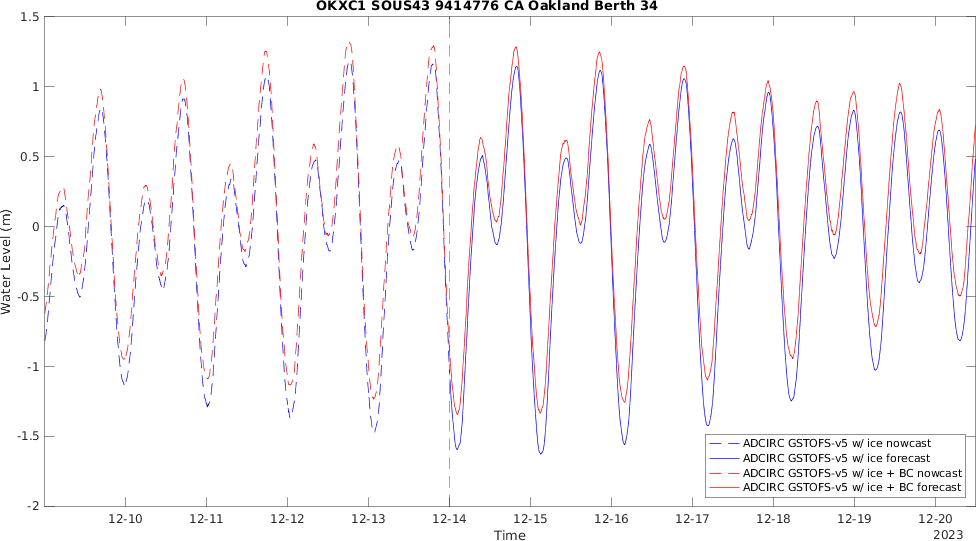 OKXC1 SOUS43 9414776 CA Oakland Berth 34
1.5
1
0.5
0
-0.5
-1
-1.5
-2
Water Level (m)
12-10 12-11 12-12 12-13 12-14 12-15 12-16 12-17 12-18 12-19 12-20
Time
2023
ADCIRC GSTOFS-v5 w/ ice nowcast
ADCIRC GSTOFS-v5 w/ ice forecast
ADCIRC GSTOFS-v5 w/ ice + BC nowcast
ADCIRC GSTOFS-v5 w/ ice + BC forecast